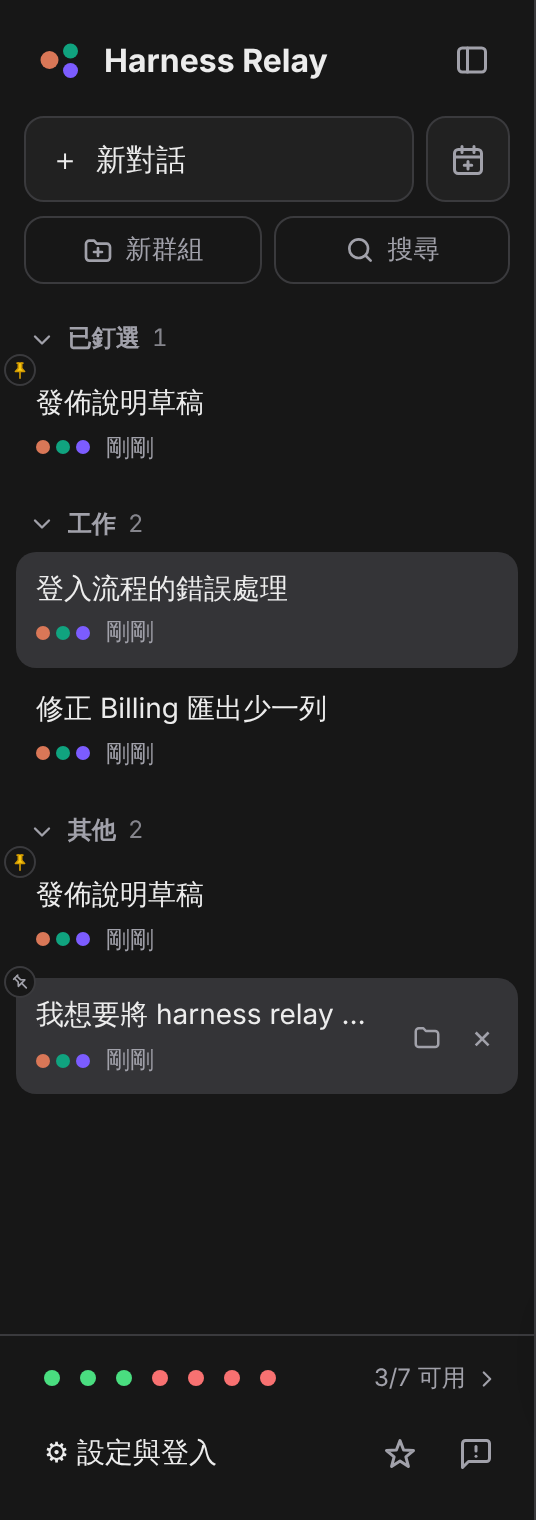 Harness Relay
+ 新對話
新群組
搜尋
已釘選 1
發佈說明草稿
剛剛
工作 2
登入流程的錯誤處理
剛剛
修正 Billing 匯出少一列
剛剛
其他 2
發佈說明草稿
剛剛
我想要將 harness relay ...
剛剛
3/7 可用
設定與登入